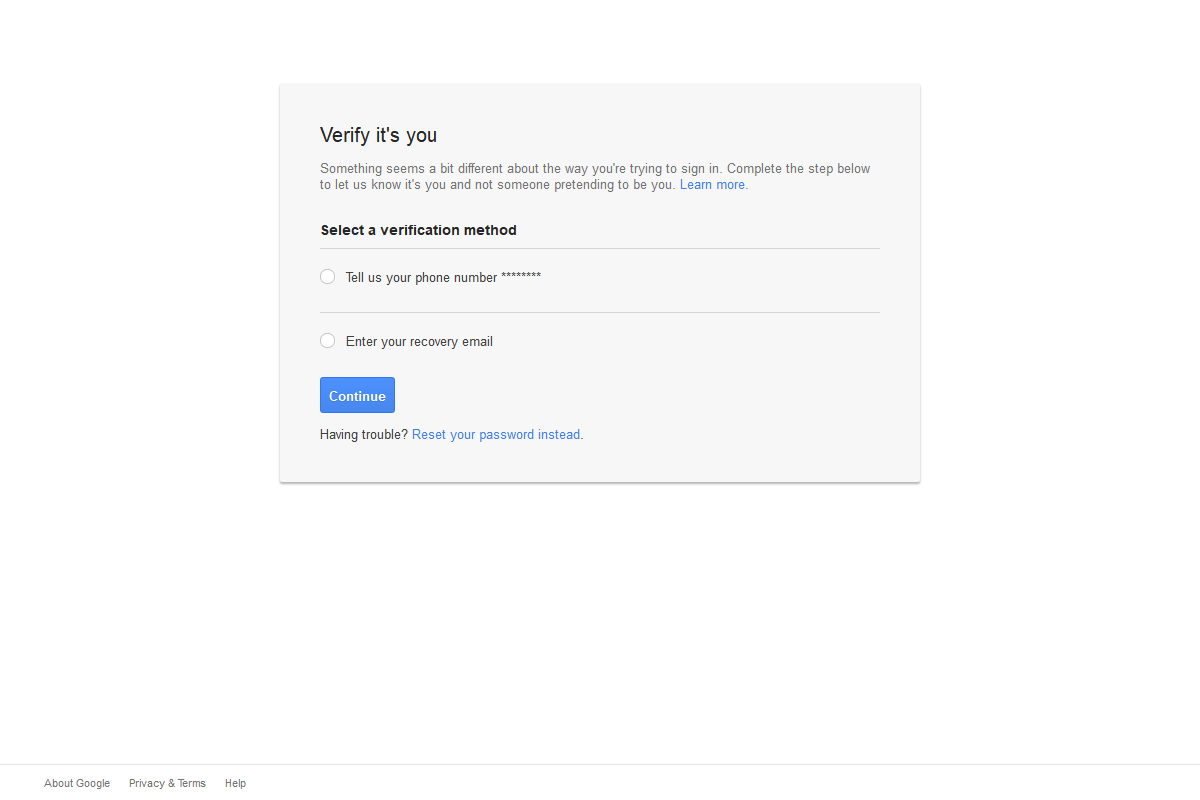 Verify it's you
Something seems a bit different about the way you're trying to sign in. Complete the step below
to let us know it's you and not someone pretending to be you. Learn more.
Select a verification method
Tell us your phone number ********
Enter your recovery email
Continue
Having trouble? Reset your password instead.
About Google Privacy & Terms Help